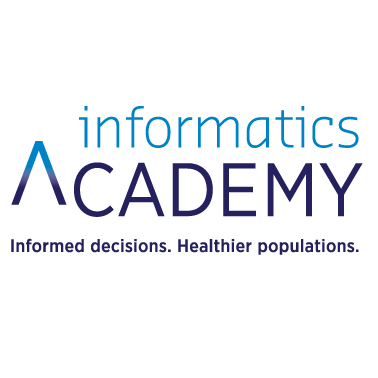 informatics
ACADEMY
Informed decisions. Healthier populations.